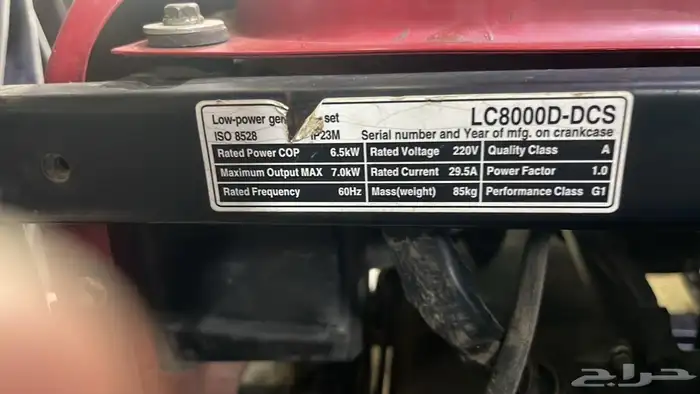 Low-power set LC8000D-DCS
ISO 8528 IP23M Serial number and Year of mfg. on crankcase
Rated Power COP 6.5kW Rated Voltage 220V Quality Class A
Maximum Output MAX 7.0kW Rated Current 29.5A Power Factor 1.0
Rated Frequency 60Hz Mass(weight) 85kg Performance Class G1
حراج